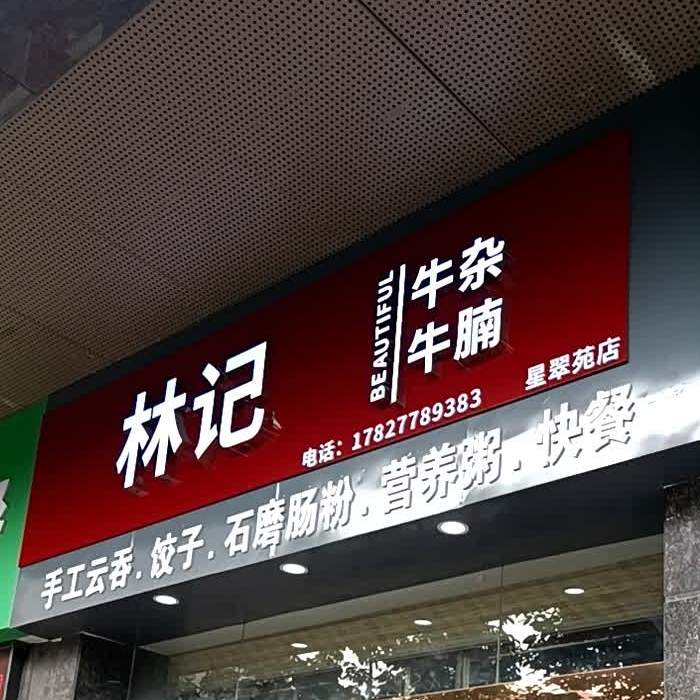 林记
BEAUTIFUL
牛杂
牛腩
电话：17827789383
星翠苑店
手工云吞．饺子．石磨肠粉．营养粥．快餐